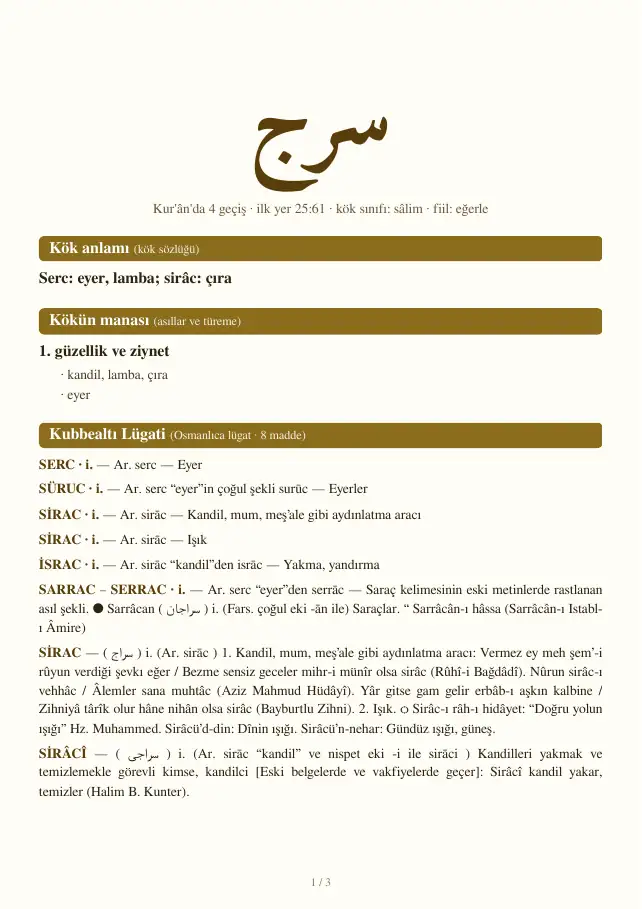 سرج
Kur'ân'da 4 geçiş · ilk yer 25:61 · kök sınıfı: sâlim · fiil: eğerle
Kök anlamı (kök sözlüğü)
Serc: eyer, lamba; sirâc: çıra
Kökün manası (asıllar ve türeme)
1. güzellik ve ziynet
· kandil, lamba, çıra
· eyer
Kubbealtı Lügati (Osmanlıca lügat · 8 madde)
SERC · i. — Ar. serc — Eyer
SÜRUC · i. — Ar. serc “eyer”in çoğul şekli surūc — Eyerler
SİRAC · i. — Ar. sirāc — Kandil, mum, meş'ale gibi aydınlatma aracı
SİRAC · i. — Ar. sirāc — Işık
İSRAC · i. — Ar. sirāc “kandil”den isrāc — Yakma, yandırma
SARRAC – SERRAC · i. — Ar. serc “eyer”den serrāc — Saraç kelimesinin eski metinlerde rastlanan
asıl şekli. ● Sarrâcan ( سراجان ) i. (Fars. çoğul eki -ān ile) Saraçlar. “ Sarrâcân-ı hâssa (Sarrâcân-ı Istabl-
ı Âmire)
SİRAC — ( سراج ) i. (Ar. sirāc ) 1. Kandil, mum, meş'ale gibi aydınlatma aracı: Vermez ey meh şem'-i
rûyun verdiği şevkı eğer / Bezme sensiz geceler mihr-i münîr olsa sirâc (Rûhî-i Bağdâdî). Nûrun sirâc-ı
vehhâc / Âlemler sana muhtâc (Aziz Mahmud Hüdâyî). Yâr gitse gam gelir erbâb-ı aşkın kalbine /
Zihniyâ târîk olur hâne nihân olsa sirâc (Bayburtlu Zihni). 2. Işık. ○ Sirâc-ı râh-ı hidâyet: “Doğru yolun
ışığı” Hz. Muhammed. Sirâcü'd-din: Dînin ışığı. Sirâcü'n-nehar: Gündüz ışığı, güneş.
SİRÂCÎ — ( سراجى ) i. (Ar. sirāc “kandil” ve nispet eki -i ile sirāci ) Kandilleri yakmak ve
temizlemekle görevli kimse, kandilci [Eski belgelerde ve vakfiyelerde geçer]: Sirâcî kandil yakar,
temizler (Halim B. Kunter).
1 / 3